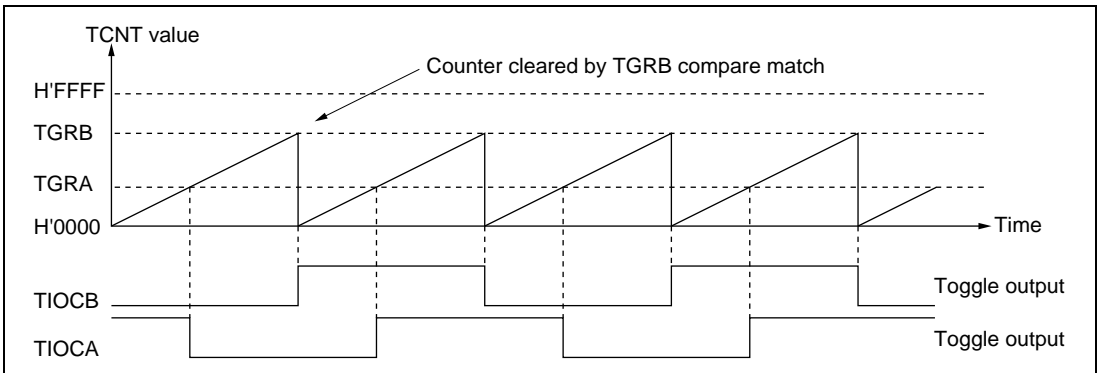 TCNT value
Counter cleared by TGRB compare match
H'FFFF
TGRB
TGRA
H'0000
Time
TIOCB
Toggle output
TIOCA
Toggle output